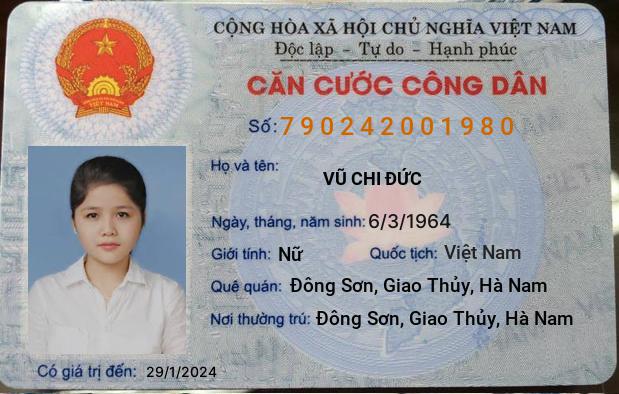 CỘNG HÒA XÃ HỘI CHỦ NGHĨA VIỆT NAM
Độc lập - Tự do - Hạnh phúc
CĂN CƯỚC CÔNG DÂN
Số: 790242001980
Họ và tên:
VŨ CHI ĐỨC
Ngày, tháng, năm sinh: 6/3/1964
Giới tính: Nữ Quốc tịch: Việt Nam
Quê quán: Đông Sơn, Giao Thủy, Hà Nam
Nơi thường trú: Đông Sơn, Giao Thủy, Hà Nam
Có giá trị đến: 29/1/2024